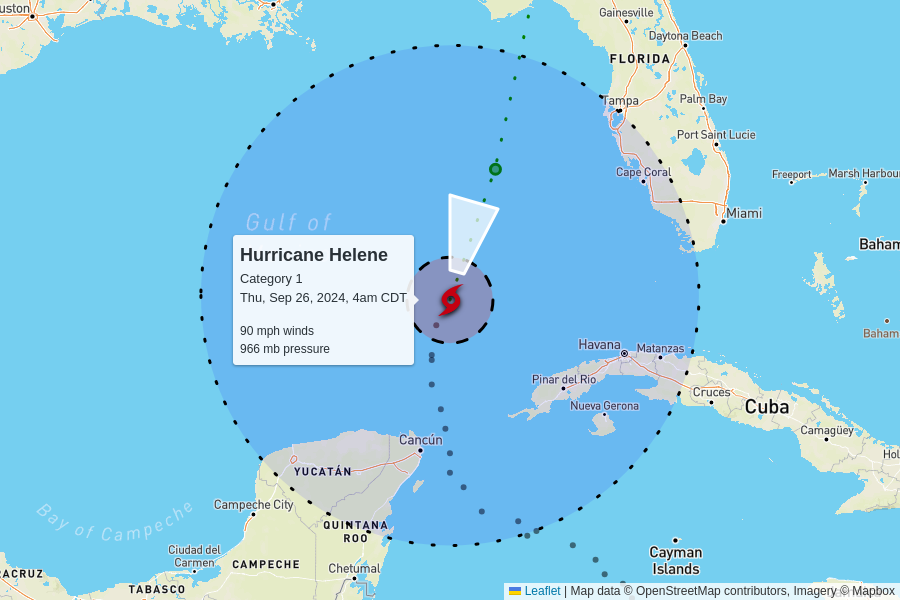 uston
Gainesville
Daytona Beach
FLORIDA
Tampa
Palm Bay
Port Saint Lucie
Cape Coral
Freeport
Marsh Harbour
Miami
Gulf of
Baham
Hurricane Helene
Category 1
Thu, Sep 26, 2024, 4am CDT
90 mph winds
966 mb pressure
Baham
Havana
Matanzas
Pinar del Rio
Cruces
Nueva Gerona
Cuba
Camagüey
Cancún
Hol
YUCATÁN
Campeche City
Bay of Campeche
QUINTANA
ROO
Ciudad del
Carmen
CAMPECHE
Chetumal
Cayman
Islands
ACRUZ
TABASCO
Leaflet | Map data © OpenStreetMap contributors, Imagery © Mapbox